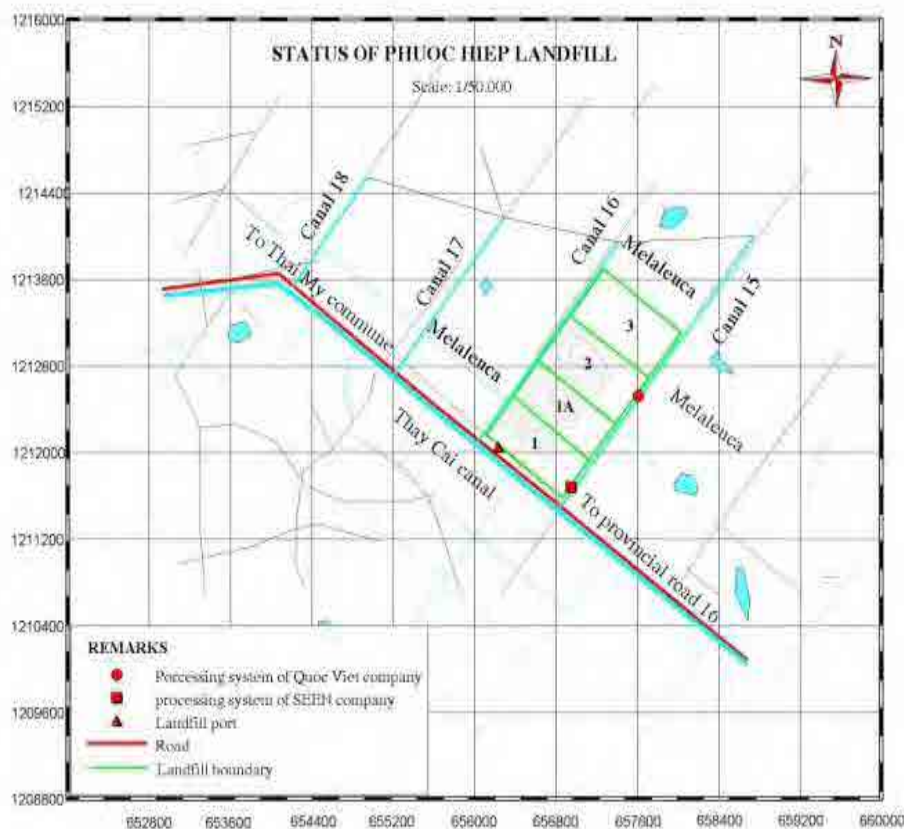 1216000
STATUS OF PHUOC HIEP LANDFILL
N
Scale: 1/50.000
1215200
1214400
Canal 18
Canal 16
Melaleuca
To Thai My commune
Canal 17
1213800
Canal 15
Melaleuca
3
2
1212800
1A
Melaleuca
Thay Cai canal
1
1212000
To provincial road 16
1211200
1210400
REMARKS
Porcessing system of Quoc Viet company
processing system of SEEN company
1209600
Landfill port
Road
Landfill boundary
1208800
652800 653600 654400 655200 656000 656800 657600 658400 659200 660000